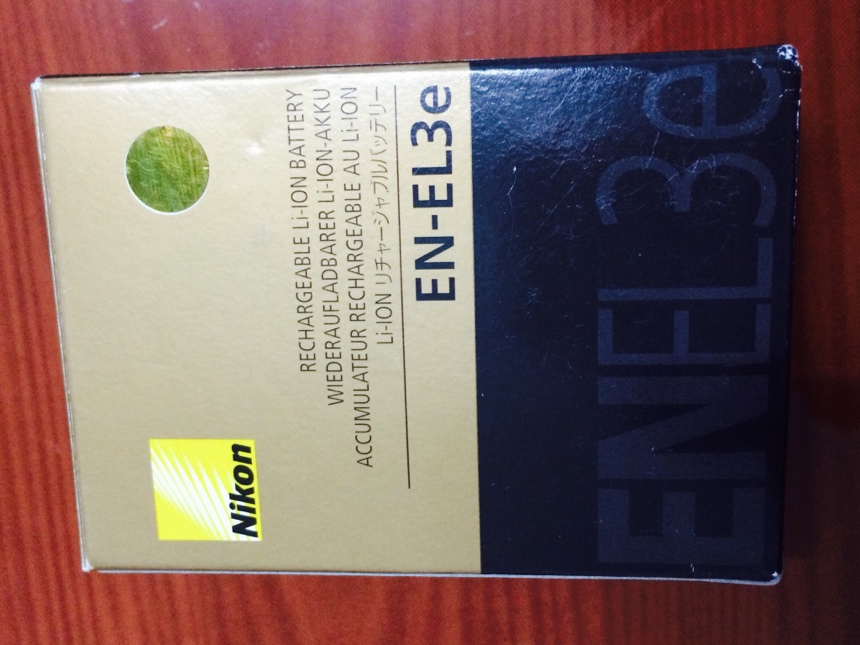 Nikon
RECHARGEABLE Li-ION BATTERY
WIEDERAUFLADBARER Li-ION-AKKU
ACCUMULATEUR RECHARGEABLE AU Li-ION
Li-ION リチャージャブルバッテリー
EN-EL3e
ENEL3e